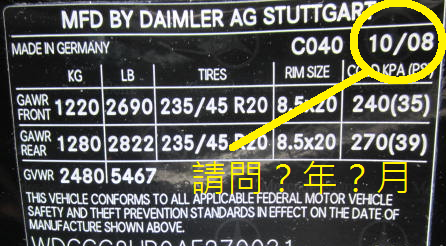 MFD BY DAIMLER AG STUTTGART
MADE IN GERMANY C040 10/08
KG LB TIRES RIM SIZE COLD KPA (PSI)
GAWR FRONT 1220 2690 235/45 R20 8.5x20 240(35)
GAWR REAR 1280 2822 235/45 R20 8.5x20 270(39)
GVWR 2480 5467
請問？年？月
THIS VEHICLE CONFORMS TO ALL APPLICABLE FEDERAL MOTOR VEHICLE
SAFETY AND THEFT PREVENTION STANDARDS IN EFFECT ON THE DATE OF
MANUFACTURE SHOWN ABOVE.